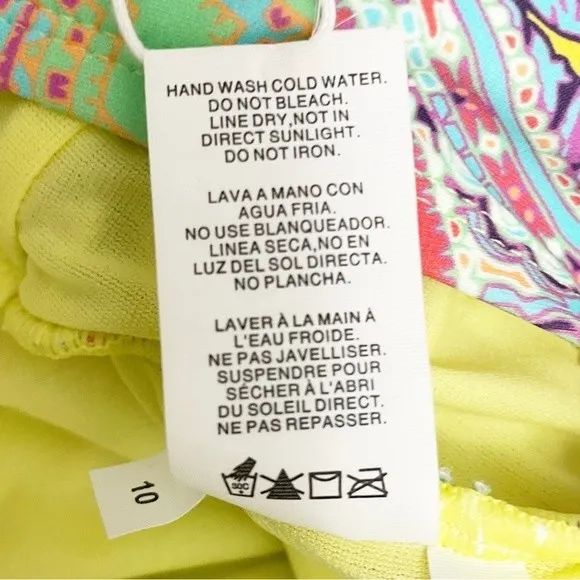 HAND WASH COLD WATER.
DO NOT BLEACH.
LINE DRY,NOT IN
DIRECT SUNLIGHT.
DO NOT IRON.
LAVA A MANO CON
AGUA FRIA.
NO USE BLANQUEADOR.
LINEA SECA,NO EN
LUZ DEL SOL DIRECTA.
NO PLANCHA.
LAVER À LA MAIN À
L'EAU FROIDE.
NE PAS JAVELLISER.
SUSPENDRE POUR
SÉCHER À L'ABRI
DU SOLEIL DIRECT.
NE PAS REPASSER.
10